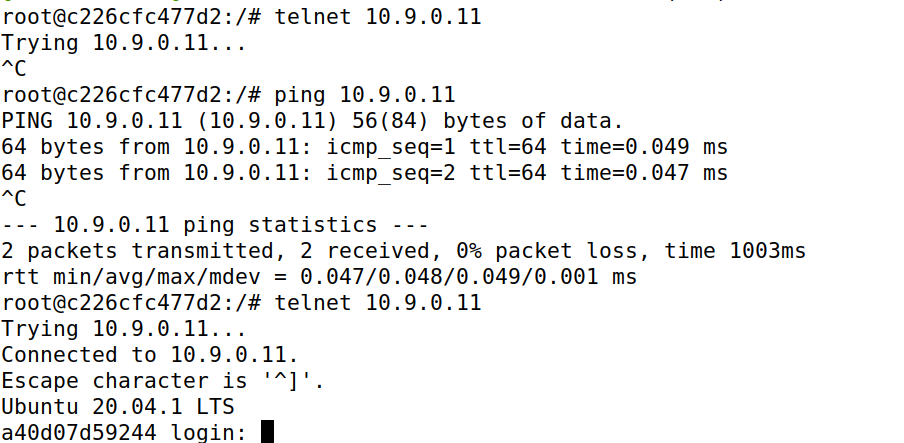 root@c226cfc477d2:/# telnet 10.9.0.11
Trying 10.9.0.11...
^C
root@c226cfc477d2:/# ping 10.9.0.11
PING 10.9.0.11 (10.9.0.11) 56(84) bytes of data.
64 bytes from 10.9.0.11: icmp_seq=1 ttl=64 time=0.049 ms
64 bytes from 10.9.0.11: icmp_seq=2 ttl=64 time=0.047 ms
^C
--- 10.9.0.11 ping statistics ---
2 packets transmitted, 2 received, 0% packet loss, time 1003ms
rtt min/avg/max/mdev = 0.047/0.048/0.049/0.001 ms
root@c226cfc477d2:/# telnet 10.9.0.11
Trying 10.9.0.11...
Connected to 10.9.0.11.
Escape character is '^]'.
Ubuntu 20.04.1 LTS
a40d07d59244 login: